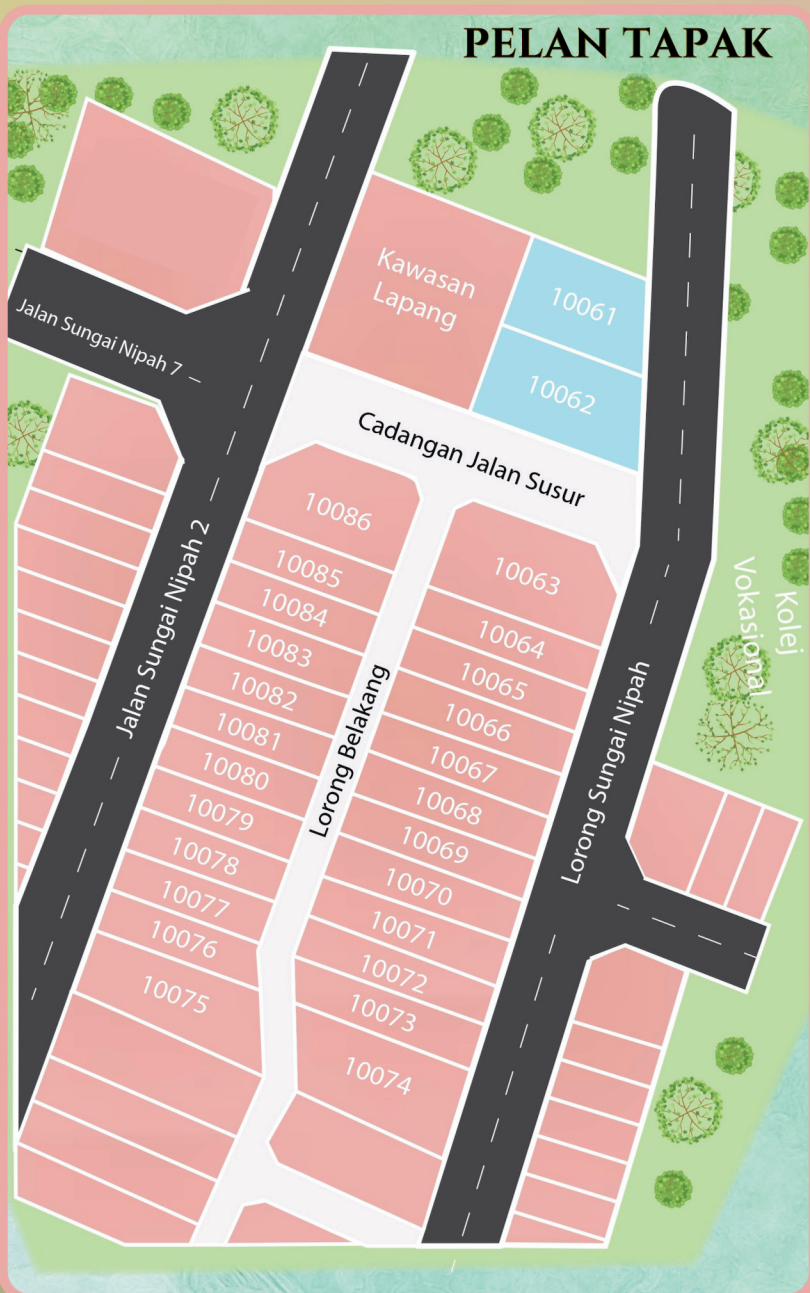 PELAN TAPAK
Kawasan
Lapang
10061
10062
Jalan Sungai Nipah 7
Cadangan Jalan Susur
10086
10085
10084
10083
10082
10081
10080
10079
10078
10077
10076
10075
Jalan Sungai Nipah 2
Lorong Belakang
10063
10064
10065
10066
10067
10068
10069
10070
10071
10072
10073
10074
Lorong Sungai Nipah
Kolej
Vokasional